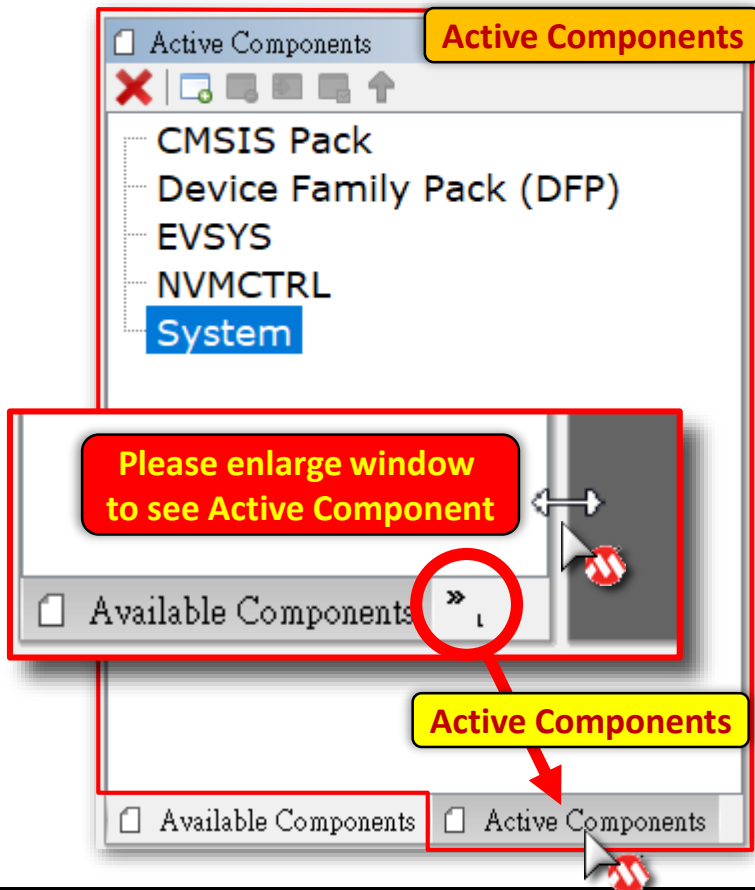 Active Components
Active Components
CMSIS Pack
Device Family Pack (DFP)
EVSYS
NVMCTRL
System
Please enlarge window
to see Active Component
Available Components »
Active Components
Available Components
Active Components